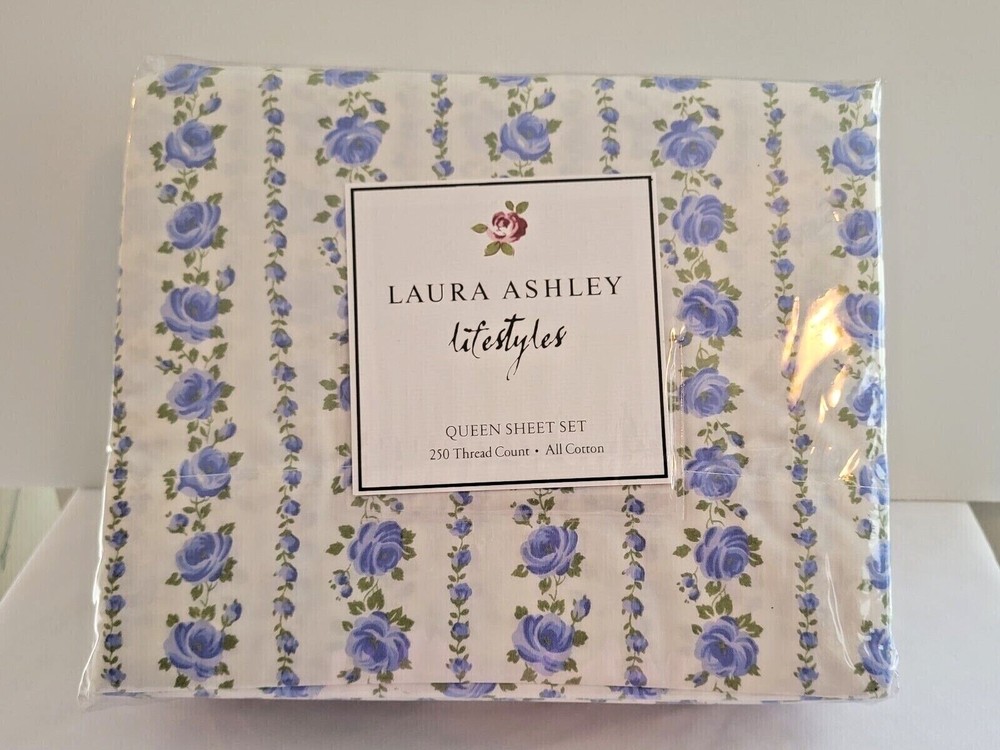 LAURA ASHLEY
lifestyles
QUEEN SHEET SET
250 Thread Count • All Cotton